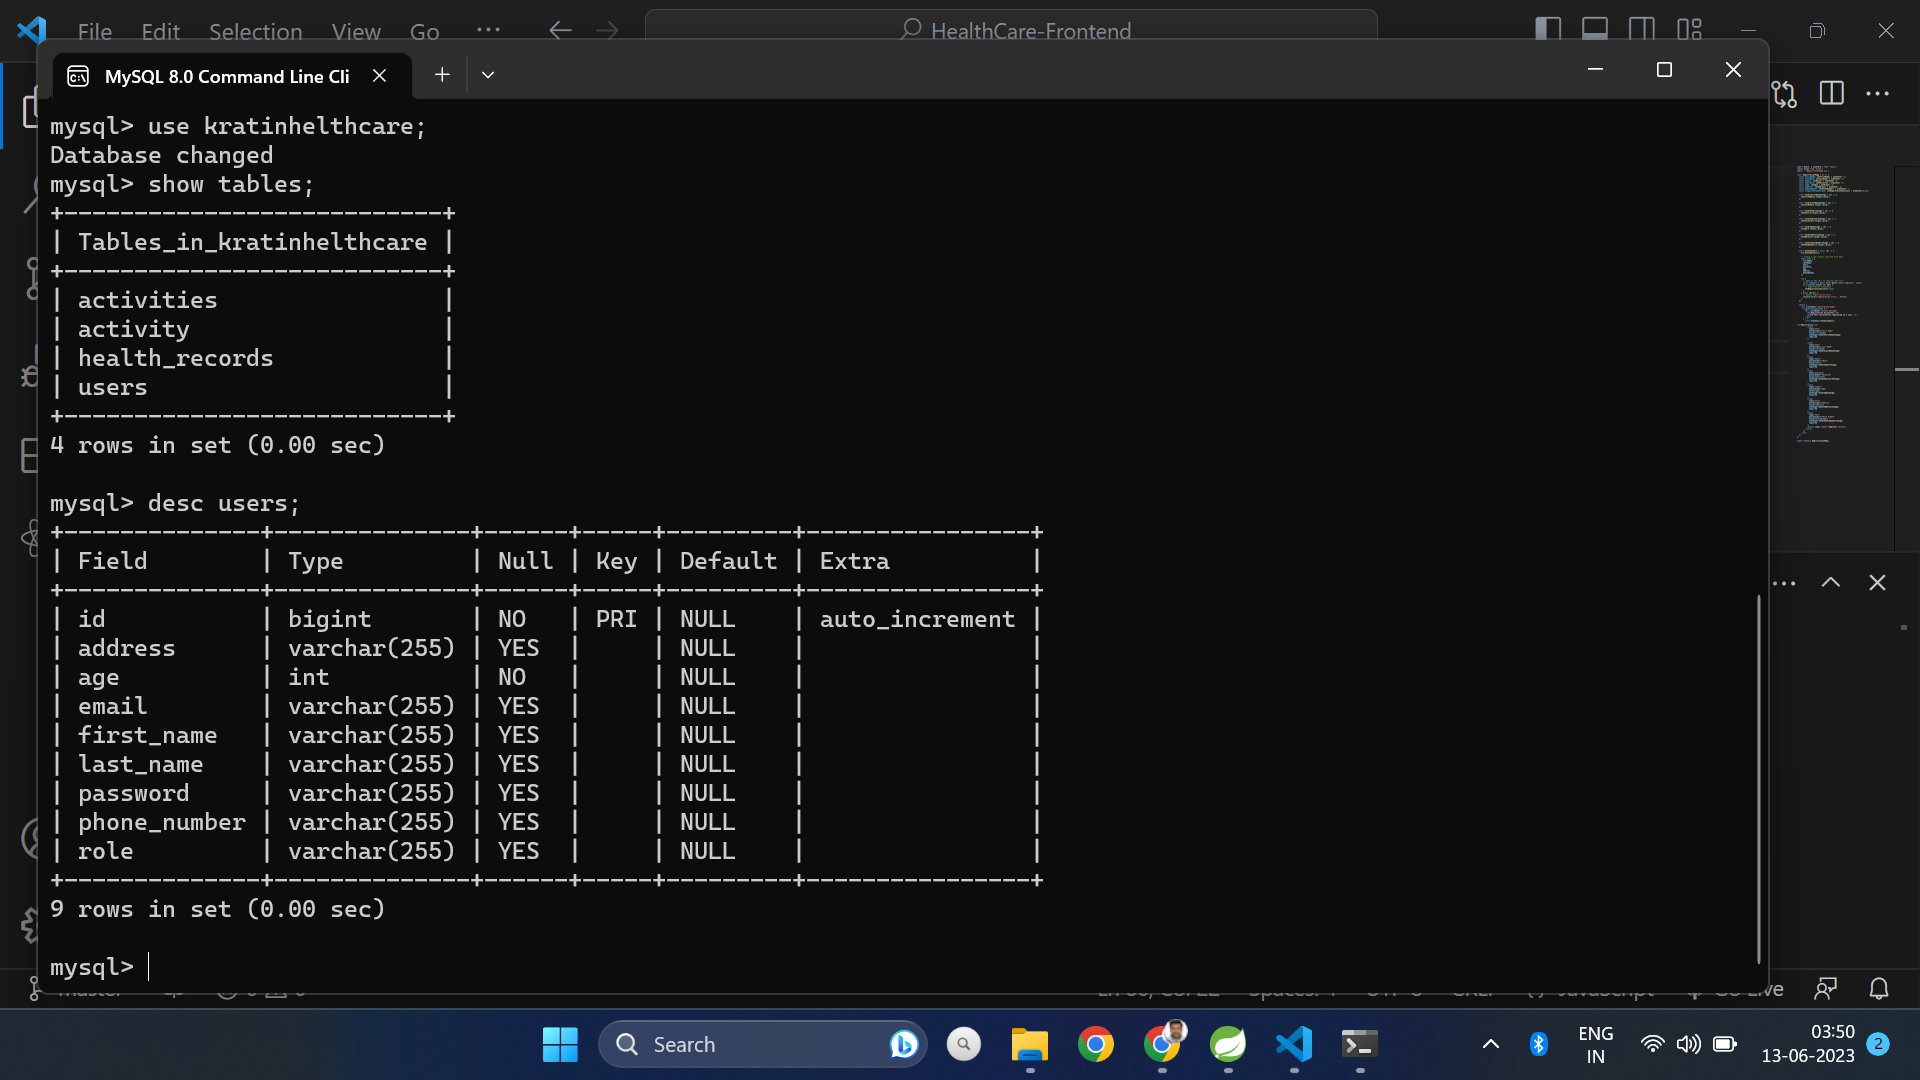 File Edit Selection View Go ··· HealthCare-Frontend
MySQL 8.0 Command Line Cli
mysql> use kratinhelthcare;
Database changed
mysql> show tables;
+---------------------------+
| Tables_in_kratinhelthcare |
+---------------------------+
| activities                |
| activity                  |
| health_records            |
| users                     |
+---------------------------+
4 rows in set (0.00 sec)
mysql> desc users;
+--------------+--------------+------+-----+---------+----------------+
| Field        | Type         | Null | Key | Default | Extra          |
+--------------+--------------+------+-----+---------+----------------+
| id           | bigint       | NO   | PRI | NULL    | auto_increment |
| address      | varchar(255) | YES  |     | NULL    |                |
| age          | int          | NO   |     | NULL    |                |
| email        | varchar(255) | YES  |     | NULL    |                |
| first_name   | varchar(255) | YES  |     | NULL    |                |
| last_name    | varchar(255) | YES  |     | NULL    |                |
| password     | varchar(255) | YES  |     | NULL    |                |
| phone_number | varchar(255) | YES  |     | NULL    |                |
| role         | varchar(255) | YES  |     | NULL    |                |
+--------------+--------------+------+-----+---------+----------------+
9 rows in set (0.00 sec)
mysql>
Live
Search
ENG
IN
03:50
13-06-2023
2